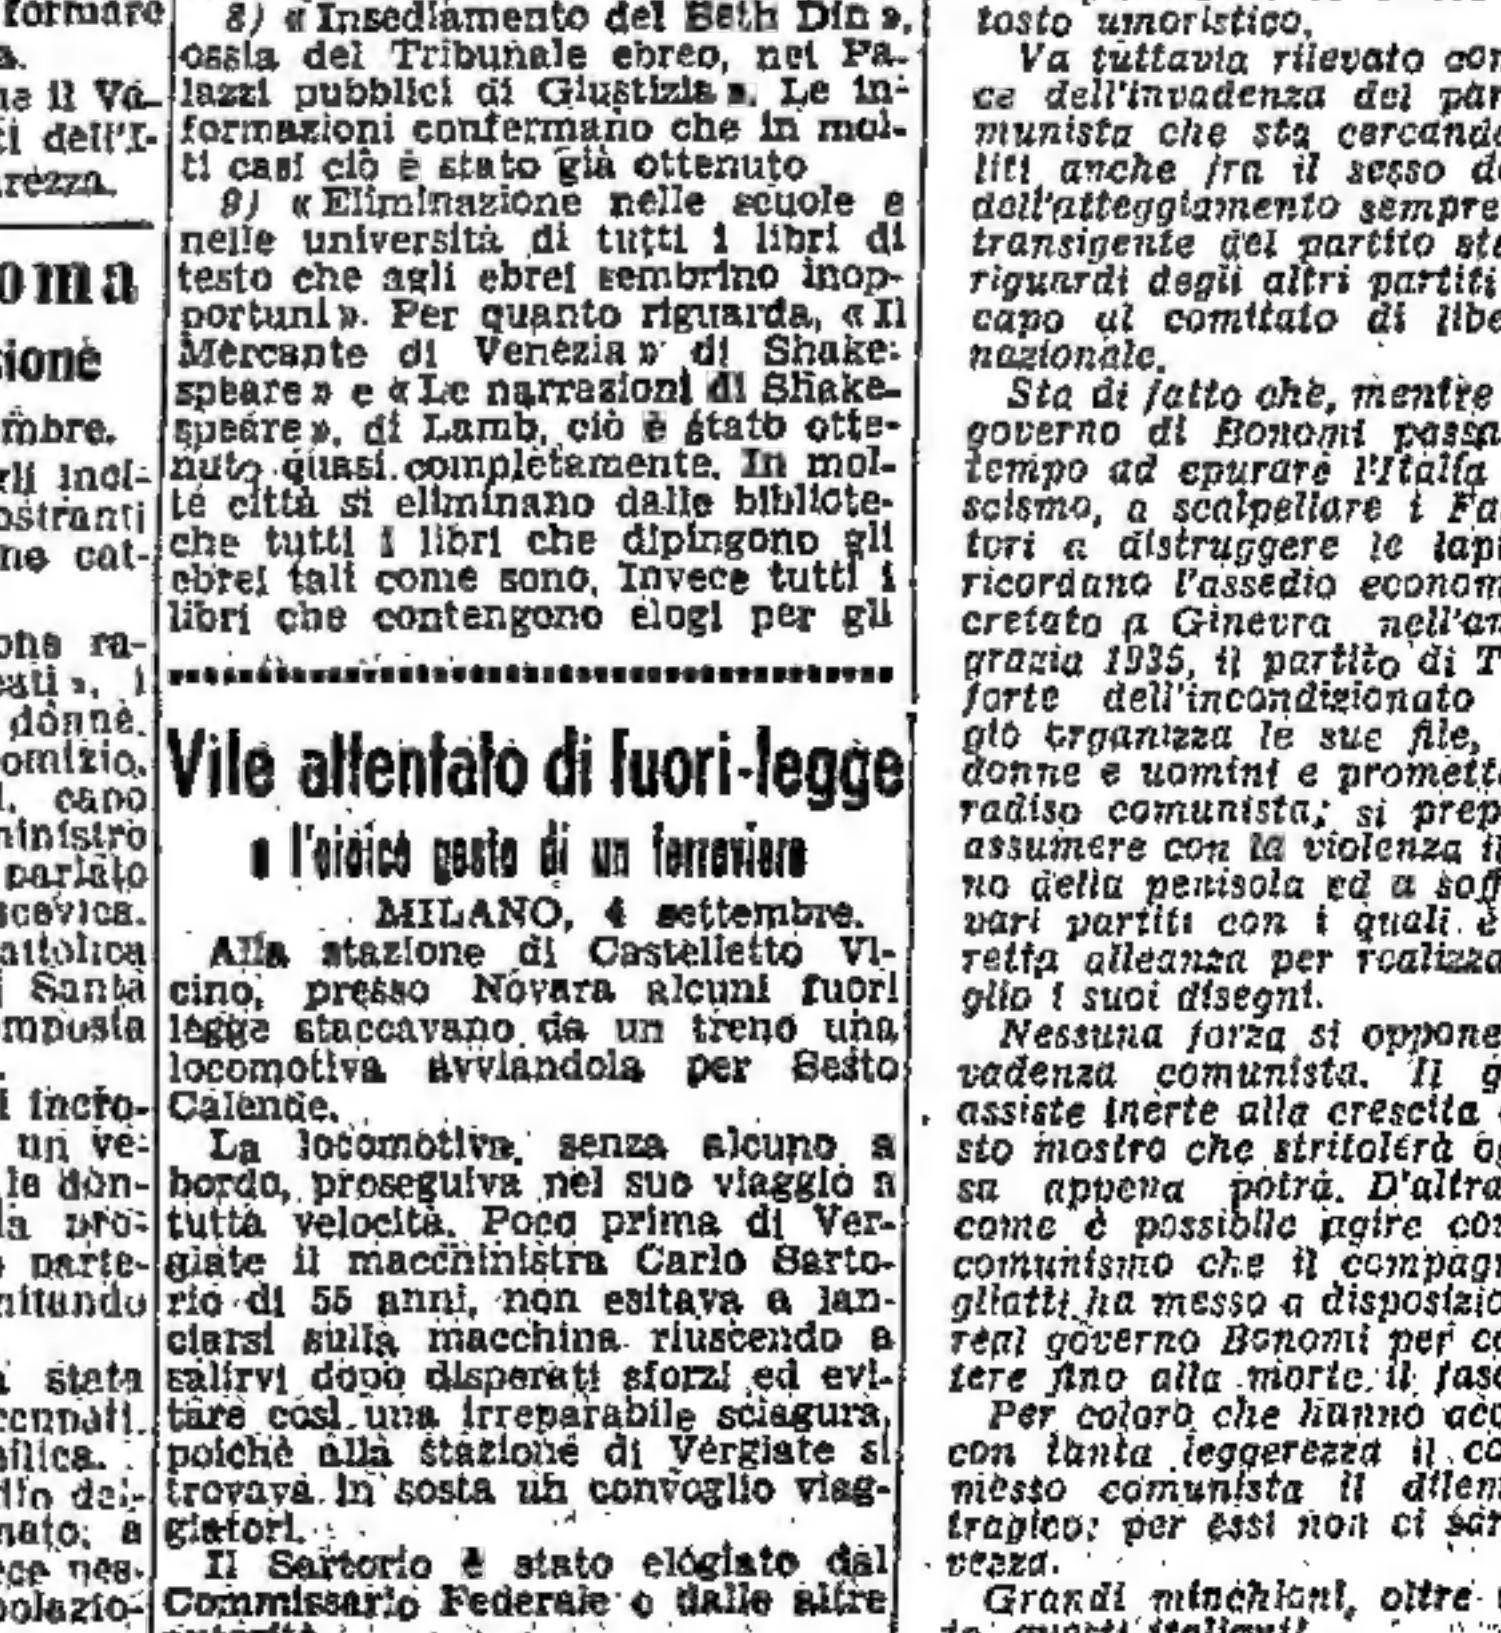 formare
a.
ne il Va-
ti dell'I-
rezza.
oma
sione
mbre.
rli inci-
ostranti
ne cat-
one ra-
cati », i
donne.
omizio.
l. capo
ministro
parlato
scevica.
attolica
i Santa
mposta
i incro-
un ve-
le don-
la pro-
o parte-
nitando
a stata
cennati.
silica.
llo dei-
nato, a
ece nes-
polazio-
8) « Insediamento del Beth Din »,
ossia del Tribunale ebreo, nei Pa-
lazzi pubblici di Giustizia ». Le in-
formazioni confermano che in mol-
ti casi ciò è stato già ottenuto
9) « Eliminazione nelle scuole e
nelle università di tutti i libri di
testo che agli ebrei sembrino inop-
portuni ». Per quanto riguarda, « Il
Mercante di Venezia » di Shake-
speare » e « Le narrazioni di Shake-
speare », di Lamb, ciò è stato otte-
nuto quasi completamente. In mol-
te città si eliminano dalle bibliote-
che tutti i libri che dipingono gli
ebrei tali come sono. Invece tutti i
libri che contengono elogi per gli
Vile attentato di fuori-legge
e l'eroico gesto di un ferroviere
MILANO, 4 settembre.
Alla stazione di Castelletto Vi-
cino, presso Novara alcuni fuori
legge staccavano da un treno una
locomotiva avviandola per Sesto
Calende.
La locomotiva, senza alcuno a
bordo, proseguiva nel suo viaggio a
tutta velocità. Poco prima di Ver-
giate il macchinista Carlo Sarto-
rio di 55 anni, non esitava a lan-
ciarsi sulla macchina riuscendo a
salirvi dopo disperati sforzi ed evi-
tare così una irreparabile sciagura,
poichè alla stazione di Vergiate si
trovava in sosta un convoglio viag-
giatori.
Il Sartorio è stato elogiato dal
Commissario Federale e dalle altre
tosto umoristico.
Va tuttavia rilevato con
ce dell'invadenza del par
munista che sta cercando
liti anche fra il sesso d
dall'atteggiamento sempre
transigente del partito ste
riguardi degli altri partiti
capo al comitato di libe
nazionale.
Sta di fatto che, mentre
governo di Bonomi passa
tempo ad epurare l'Italia
scismo, a scalpellare i Fa
tori a distruggere le lapi
ricordano l'assedio econom
cretato a Ginevra nell'an
grazia 1935, il partito di T
forte dell'incondizionato
gio organizza le sue file,
donne e uomini e promette
radiso comunista; si prep
assumere con la violenza il
no della penisola ed a soff
vari partiti con i quali è
retta alleanza per realizza
glio i suoi disegni.
Nessuna forza si oppone
vadenza comunista. Il g
assiste inerte alla crescita
sto mostro che stritolerà o
sa appena potrà. D'altra
come è possibile agire con
comunismo che il compag
gliatti ha messo a disposizio
real governo Bonomi per co
tere fino alla morte il fasc
Per coloro che hanno acc
con tanta leggerezza il co
messo comunista il dilem
tragico: per essi non ci sar
vezza.
Grandi minchioni, oltre